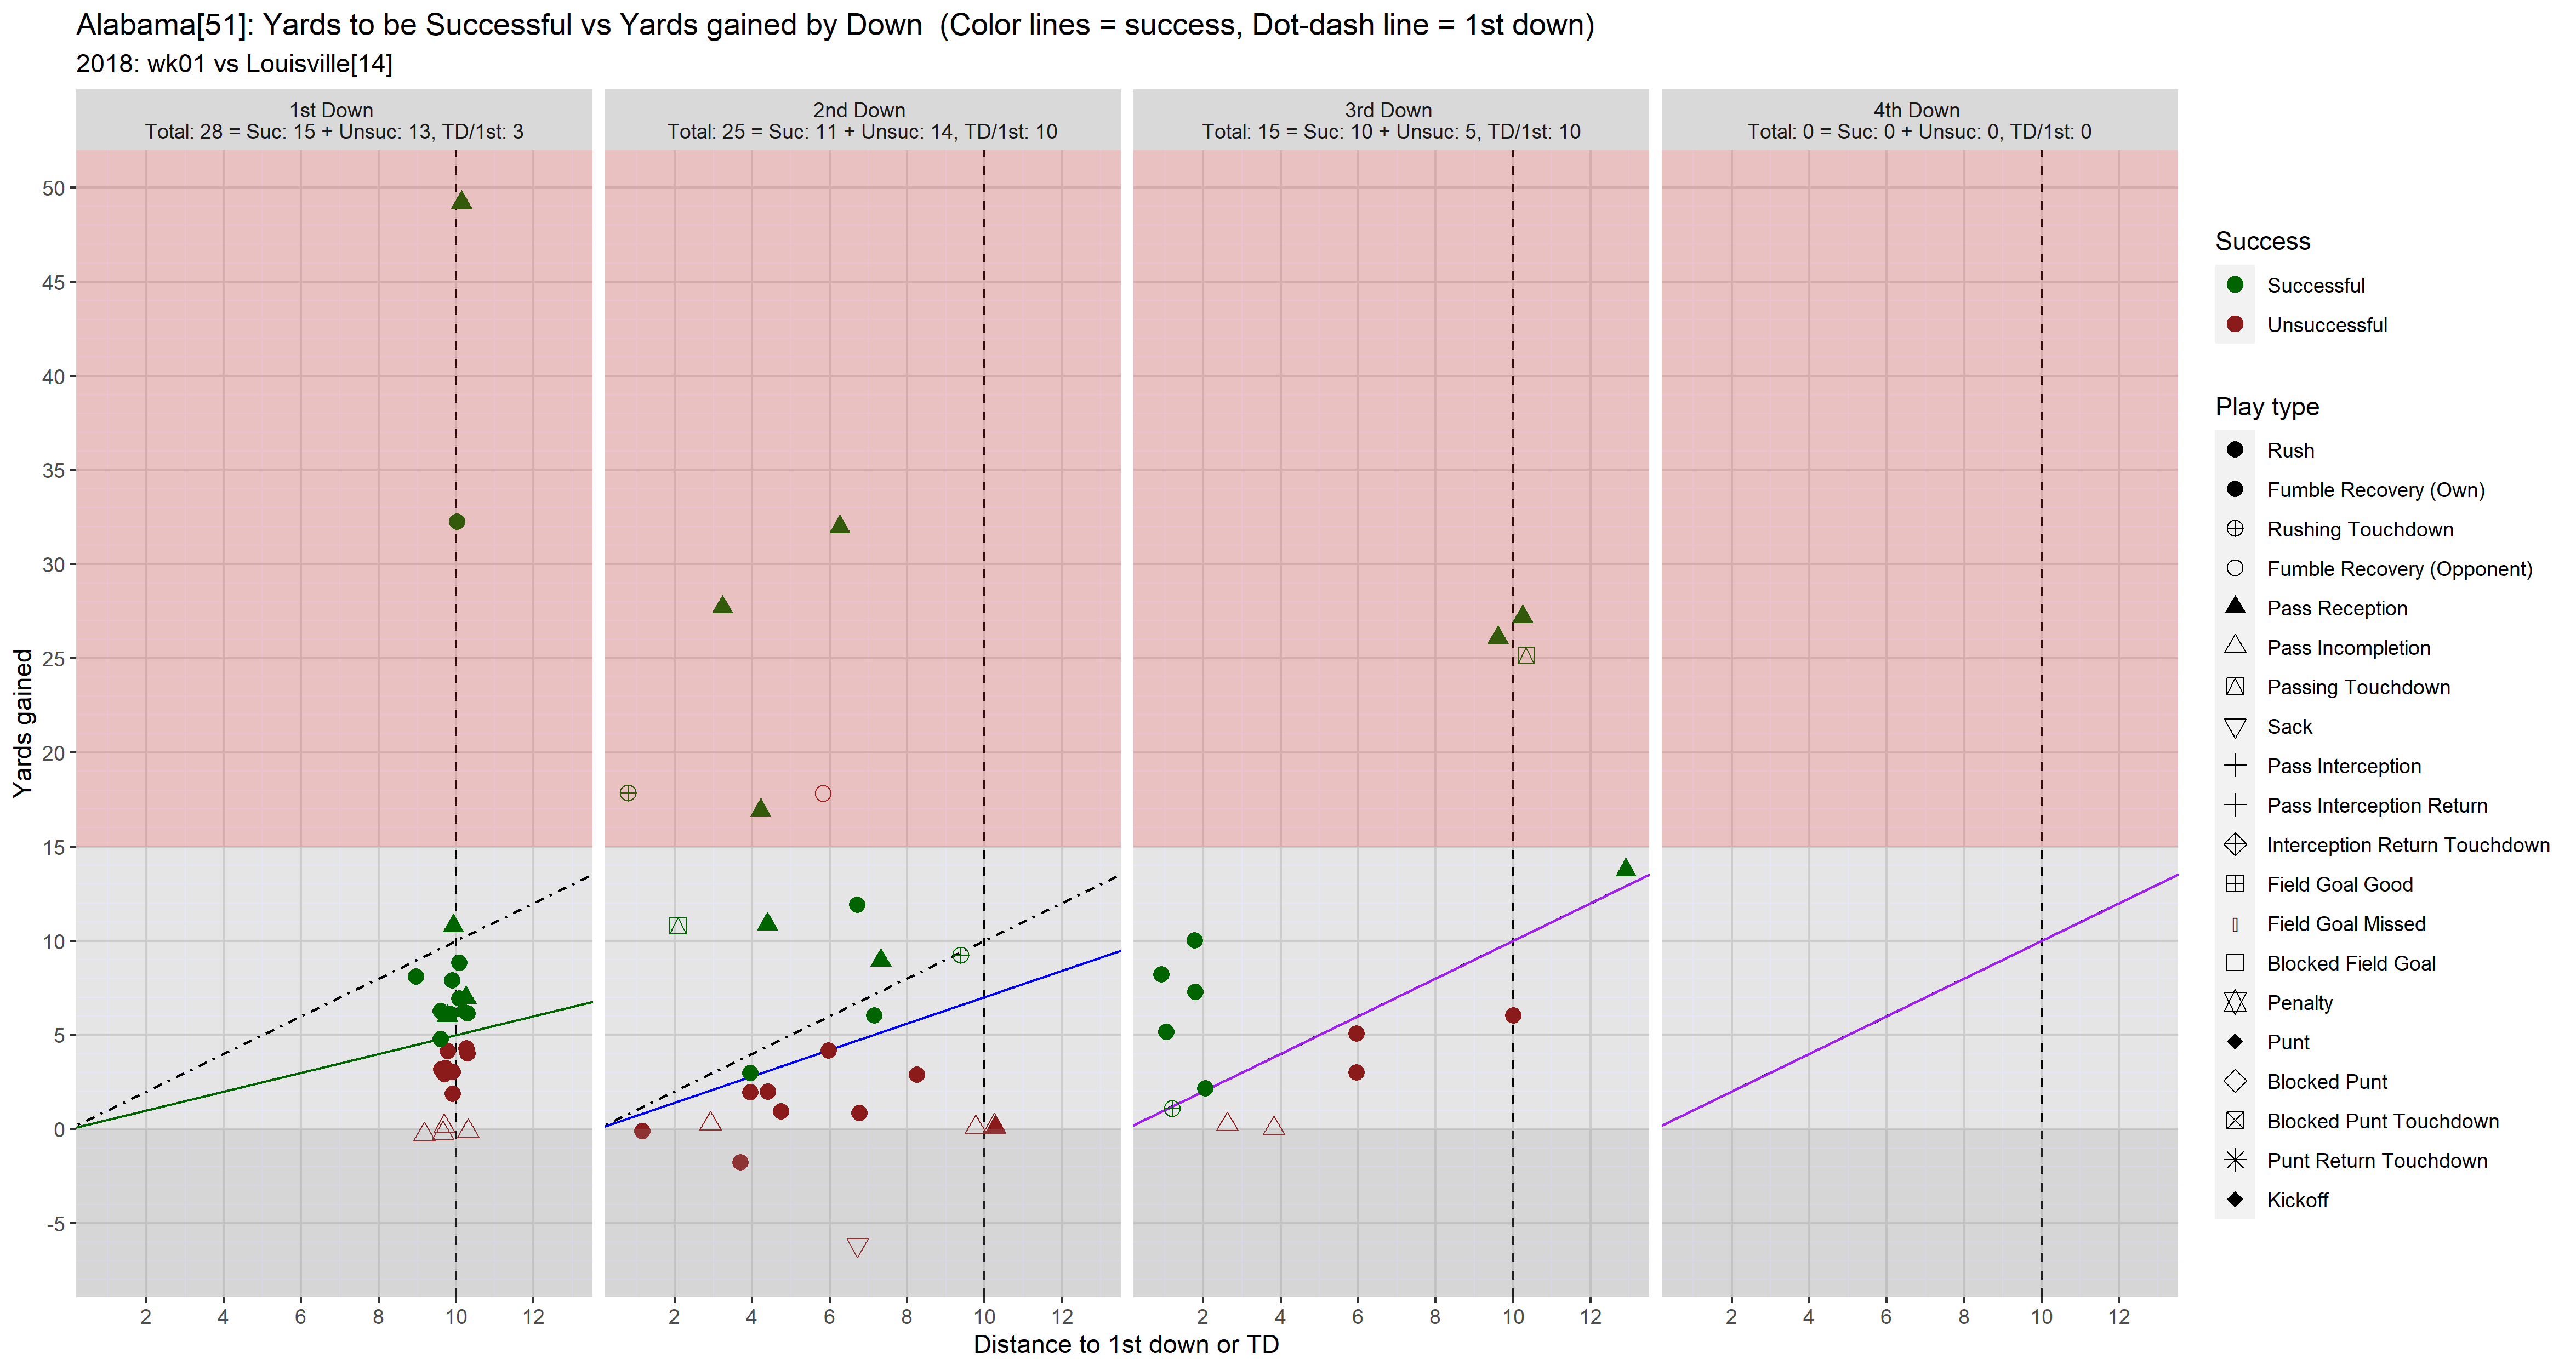 Alabama[51]: Yards to be Successful vs Yards gained by Down  (Color lines = success, Dot-dash line = 1st down)
2018: wk01 vs Louisville[14]
1st Down
Total: 28 = Suc: 15 + Unsuc: 13, TD/1st: 3
2nd Down
Total: 25 = Suc: 11 + Unsuc: 14, TD/1st: 10
3rd Down
Total: 15 = Suc: 10 + Unsuc: 5, TD/1st: 10
4th Down
Total: 0 = Suc: 0 + Unsuc: 0, TD/1st: 0
Yards gained
50
45
40
35
30
25
20
15
10
5
0
-5
2 4 6 8 10 12
2 4 6 8 10 12
2 4 6 8 10 12
2 4 6 8 10 12
Distance to 1st down or TD
Success
Successful
Unsuccessful
Play type
Rush
Fumble Recovery (Own)
Rushing Touchdown
Fumble Recovery (Opponent)
Pass Reception
Pass Incompletion
Passing Touchdown
Sack
Pass Interception
Pass Interception Return
Interception Return Touchdown
Field Goal Good
Field Goal Missed
Blocked Field Goal
Penalty
Punt
Blocked Punt
Blocked Punt Touchdown
Punt Return Touchdown
Kickoff